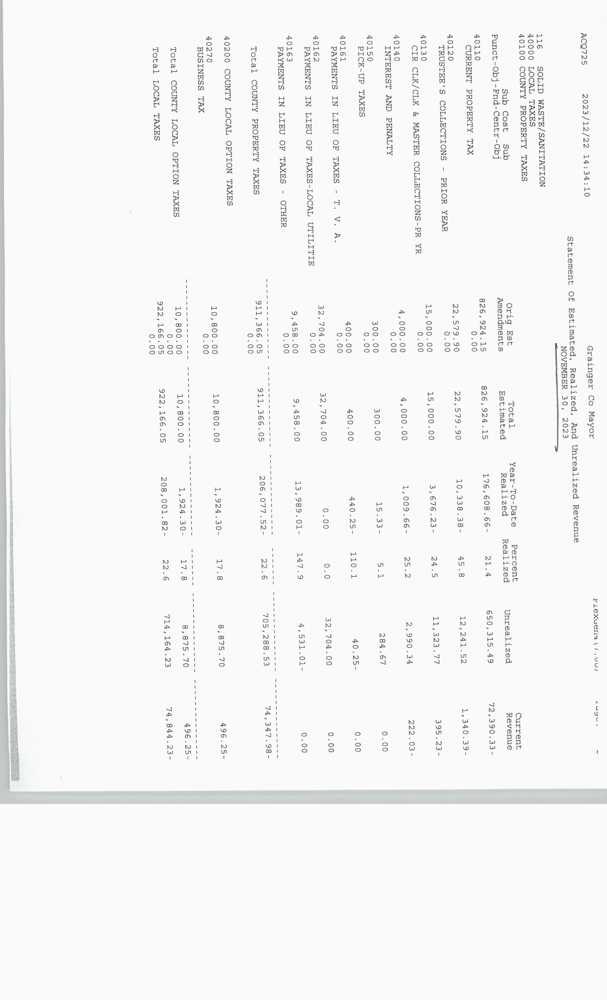 ACQ725 2023/12/22 14:34:10 Grainger Co Mayor
Statement Of Estimated, Realized, And Unrealized Revenue
NOVEMBER 30, 2023
116 SOLID WASTE/SANITATION
40000 LOCAL TAXES
40100 COUNTY PROPERTY TAXES
Sub Cost Sub Orig Est Total Year-To-Date Percent Current
Funct-Obj-Fnd-Centr-Obj Amendments Estimated Realized Realized Unrealized Revenue
40110 826,924.15 826,924.15 176,608.66- 21.4 650,315.49 72,390.33-
CURRENT PROPERTY TAX 0.00
40120 22,579.90 22,579.90 10,338.38- 45.8 12,241.52 1,340.39-
TRUSTEE'S COLLECTIONS - PRIOR YEAR 0.00
40130 15,000.00 15,000.00 3,676.23- 24.5 11,323.77 395.23-
CIR CLK/CLK & MASTER COLLECTIONS-PR YR 0.00
40140 4,000.00 4,000.00 1,009.66- 25.2 2,990.34 222.03-
INTEREST AND PENALTY 0.00
40150 300.00 300.00 15.33- 5.1 284.67 0.00
PICK-UP TAXES 0.00
40161 400.00 400.00 440.25- 110.1 40.25- 0.00
PAYMENTS IN LIEU OF TAXES - T. V. A. 0.00
40162 32,704.00 32,704.00 0.00 0.0 32,704.00 0.00
PAYMENTS IN LIEU OF TAXES-LOCAL UTILITIE 0.00
40163 9,458.00 9,458.00 13,989.01- 147.9 4,531.01- 0.00
PAYMENTS IN LIEU OF TAXES - OTHER 0.00
Total COUNTY PROPERTY TAXES 911,366.05 911,366.05 206,077.52- 22.6 705,288.53 74,347.98-
0.00
40200 COUNTY LOCAL OPTION TAXES
40270 10,800.00 10,800.00 1,924.30- 17.8 8,875.70 496.25-
BUSINESS TAX 0.00
Total COUNTY LOCAL OPTION TAXES 10,800.00 10,800.00 1,924.30- 17.8 8,875.70 496.25-
0.00
Total LOCAL TAXES 922,166.05 922,166.05 208,001.82- 22.6 714,164.23 74,844.23-
0.00